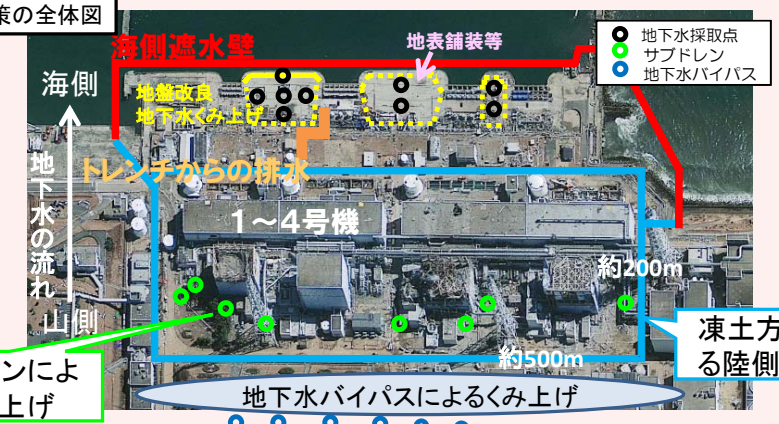 策の全体図
海側遮水壁
地表舗装等
地下水採取点
サブドレン
地下水バイパス
海側
地盤改良
地下水くみ上げ
トレンチからの排水
地下水の流れ
1～4号機
約200m
山側
凍土方
る陸側
ンによ
上げ
約500m
地下水バイパスによるくみ上げ